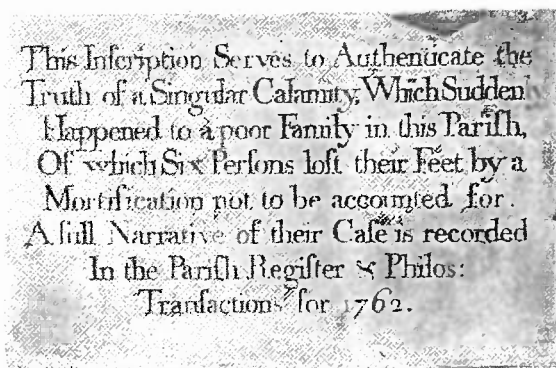 This Inſcription Serves to Authenticate the
Truth of a Singular Calamity, Which Suddenly
Happened to a poor Family in this Pariſh,
Of which Six Perſons loſt their Feet by a
Mortification not to be accounted for.
A full Narrative of their Caſe is recorded
In the Pariſh Regiſter & Philos:
Tranſactions for 1762.